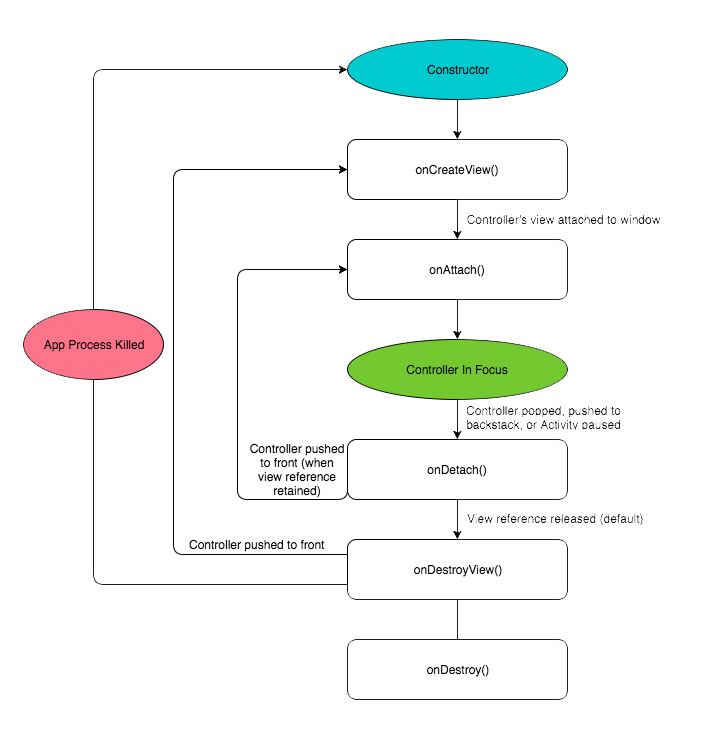 Constructor
onCreateView()
Controller's view attached to window
onAttach()
App Process Killed
Controller In Focus
Controller popped, pushed to
backstack, or Activity paused
Controller pushed
to front (when
view reference
retained)
onDetach()
View reference released (default)
Controller pushed to front
onDestroyView()
onDestroy()